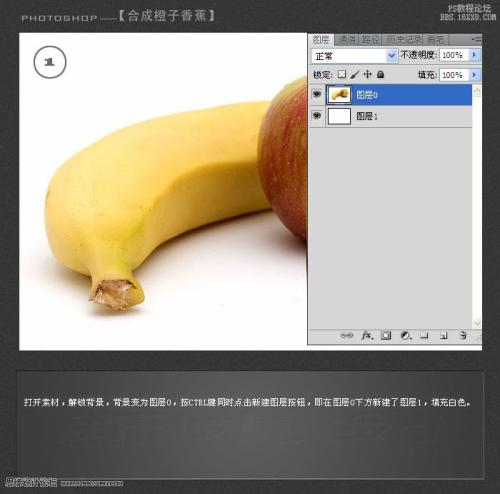 PHOTOSHOP ——【合成橙子香蕉】
PS教程论坛
BBS.16XX8.COM
1
图层 通道 路径 历史记录 画笔
正常 不透明度: 100%
锁定: 填充: 100%
图层0
图层1
fx.
打开素材，解锁背景，背景变为图层0，按CTRL键同时点击新建图层按钮，即在图层0下方新建了图层1，填充白色。
思缘设计论坛 WWW.MISSYUAN.COM